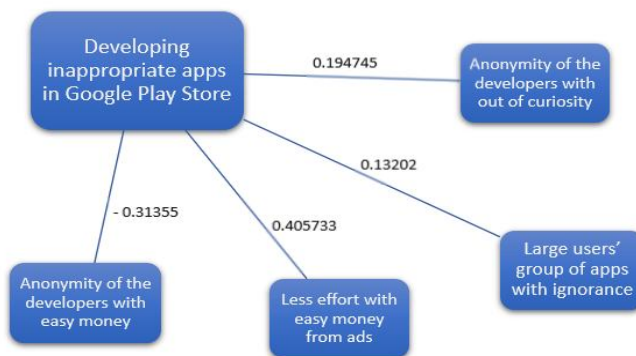 Developing
inappropriate apps
in Google Play Store
0.194745
Anonymity of the
developers with
out of curiosity
0.13202
- 0.31355
0.405733
Large users'
group of apps
with ignorance
Anonymity of the
developers with
easy money
Less effort with
easy money
from ads